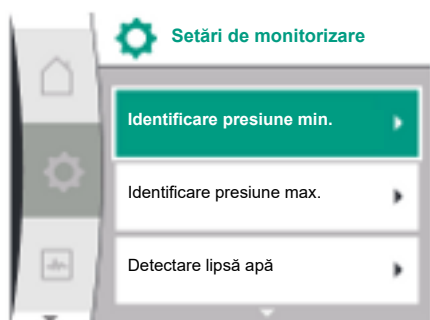 Setări de monitorizare
Identificare presiune min.
Identificare presiune max.
Detectare lipsă apă